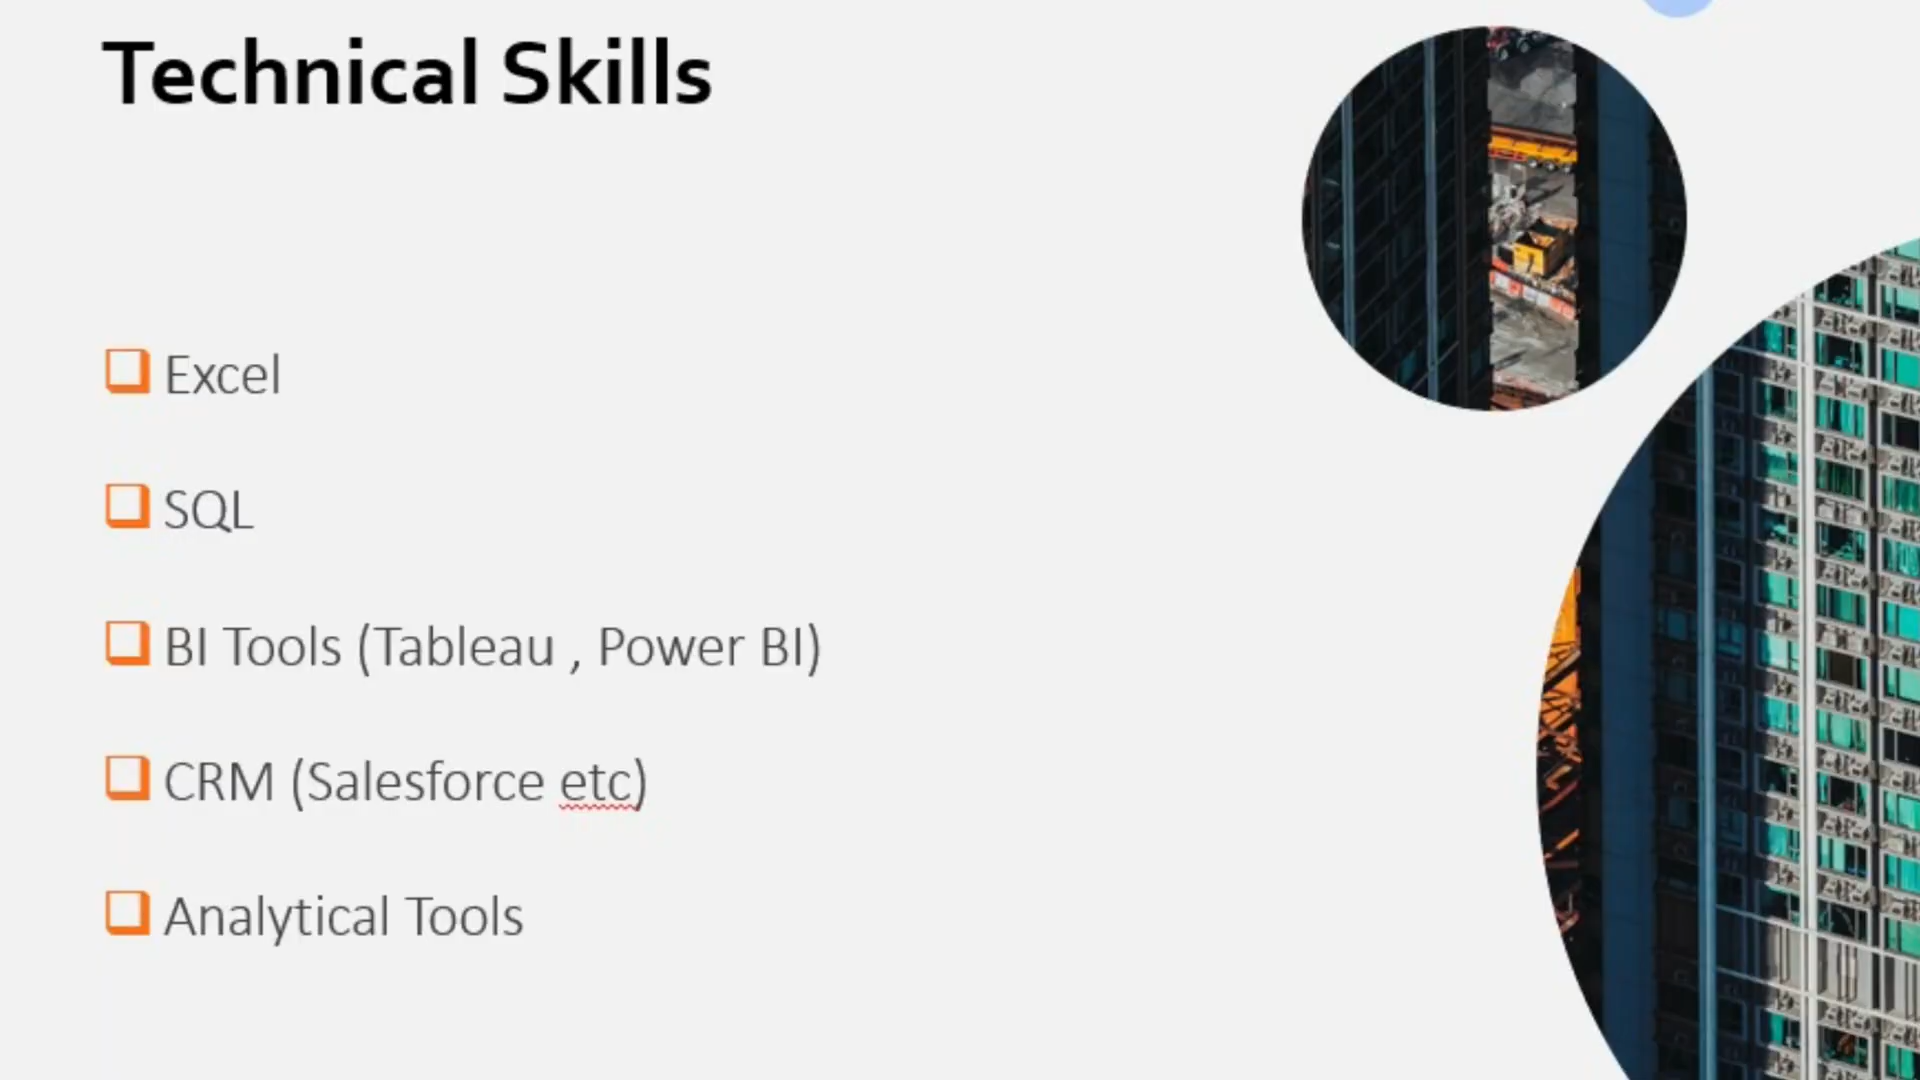 Technical Skills
Excel
SQL
BI Tools (Tableau , Power BI)
CRM (Salesforce etc)
Analytical Tools